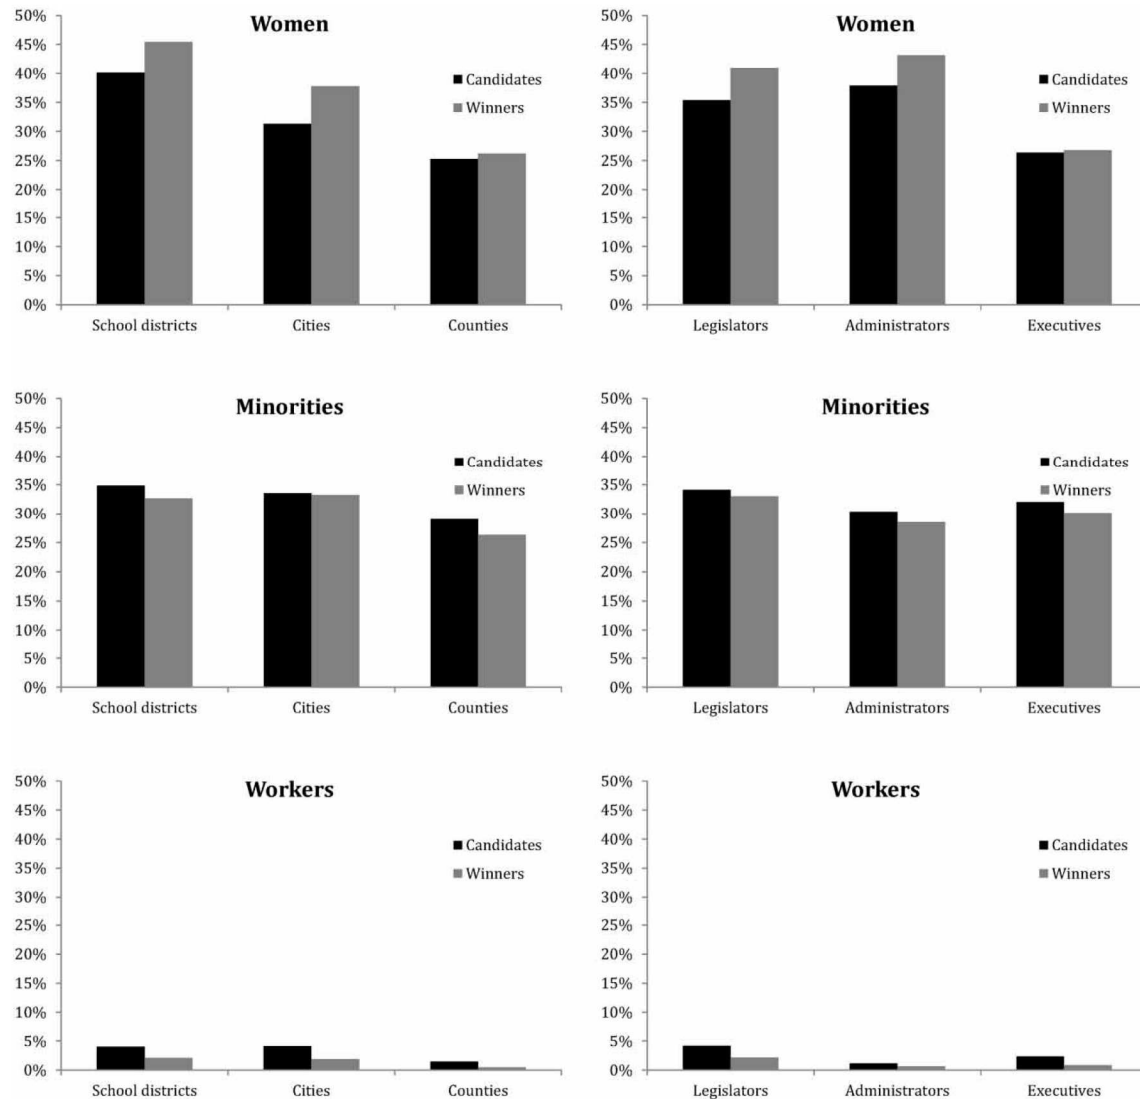 Women
50%
45%
40%
35%
30%
25%
20%
15%
10%
5%
0%
Candidates
Winners
School districts Cities Counties
Women
50%
45%
40%
35%
30%
25%
20%
15%
10%
5%
0%
Candidates
Winners
Legislators Administrators Executives
Minorities
50%
45%
40%
35%
30%
25%
20%
15%
10%
5%
0%
Candidates
Winners
School districts Cities Counties
Minorities
50%
45%
40%
35%
30%
25%
20%
15%
10%
5%
0%
Candidates
Winners
Legislators Administrators Executives
Workers
50%
45%
40%
35%
30%
25%
20%
15%
10%
5%
0%
Candidates
Winners
School districts Cities Counties
Workers
50%
45%
40%
35%
30%
25%
20%
15%
10%
5%
0%
Candidates
Winners
Legislators Administrators Executives